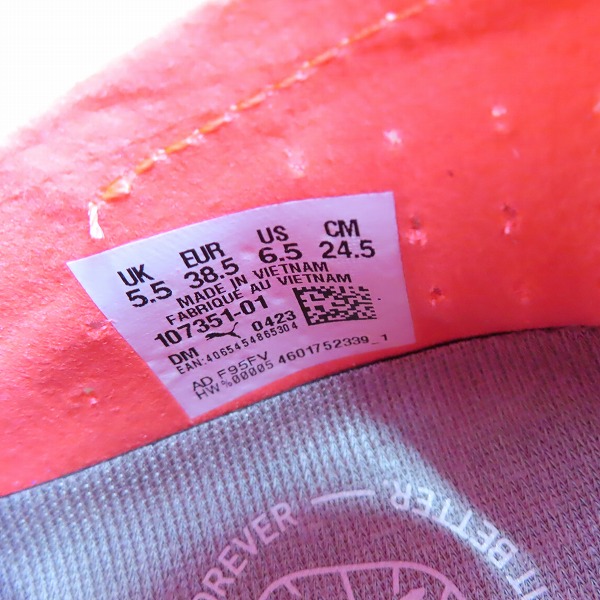 UK EUR US CM
5.5 38.5 6.5 24.5
MADE IN VIETNAM
FABRIQUE AU VIETNAM
107351-01
DM 0423
EAN:4065454865304
AD F95FV
HW%00005 4601752339_1
FOREVER — BETTER.